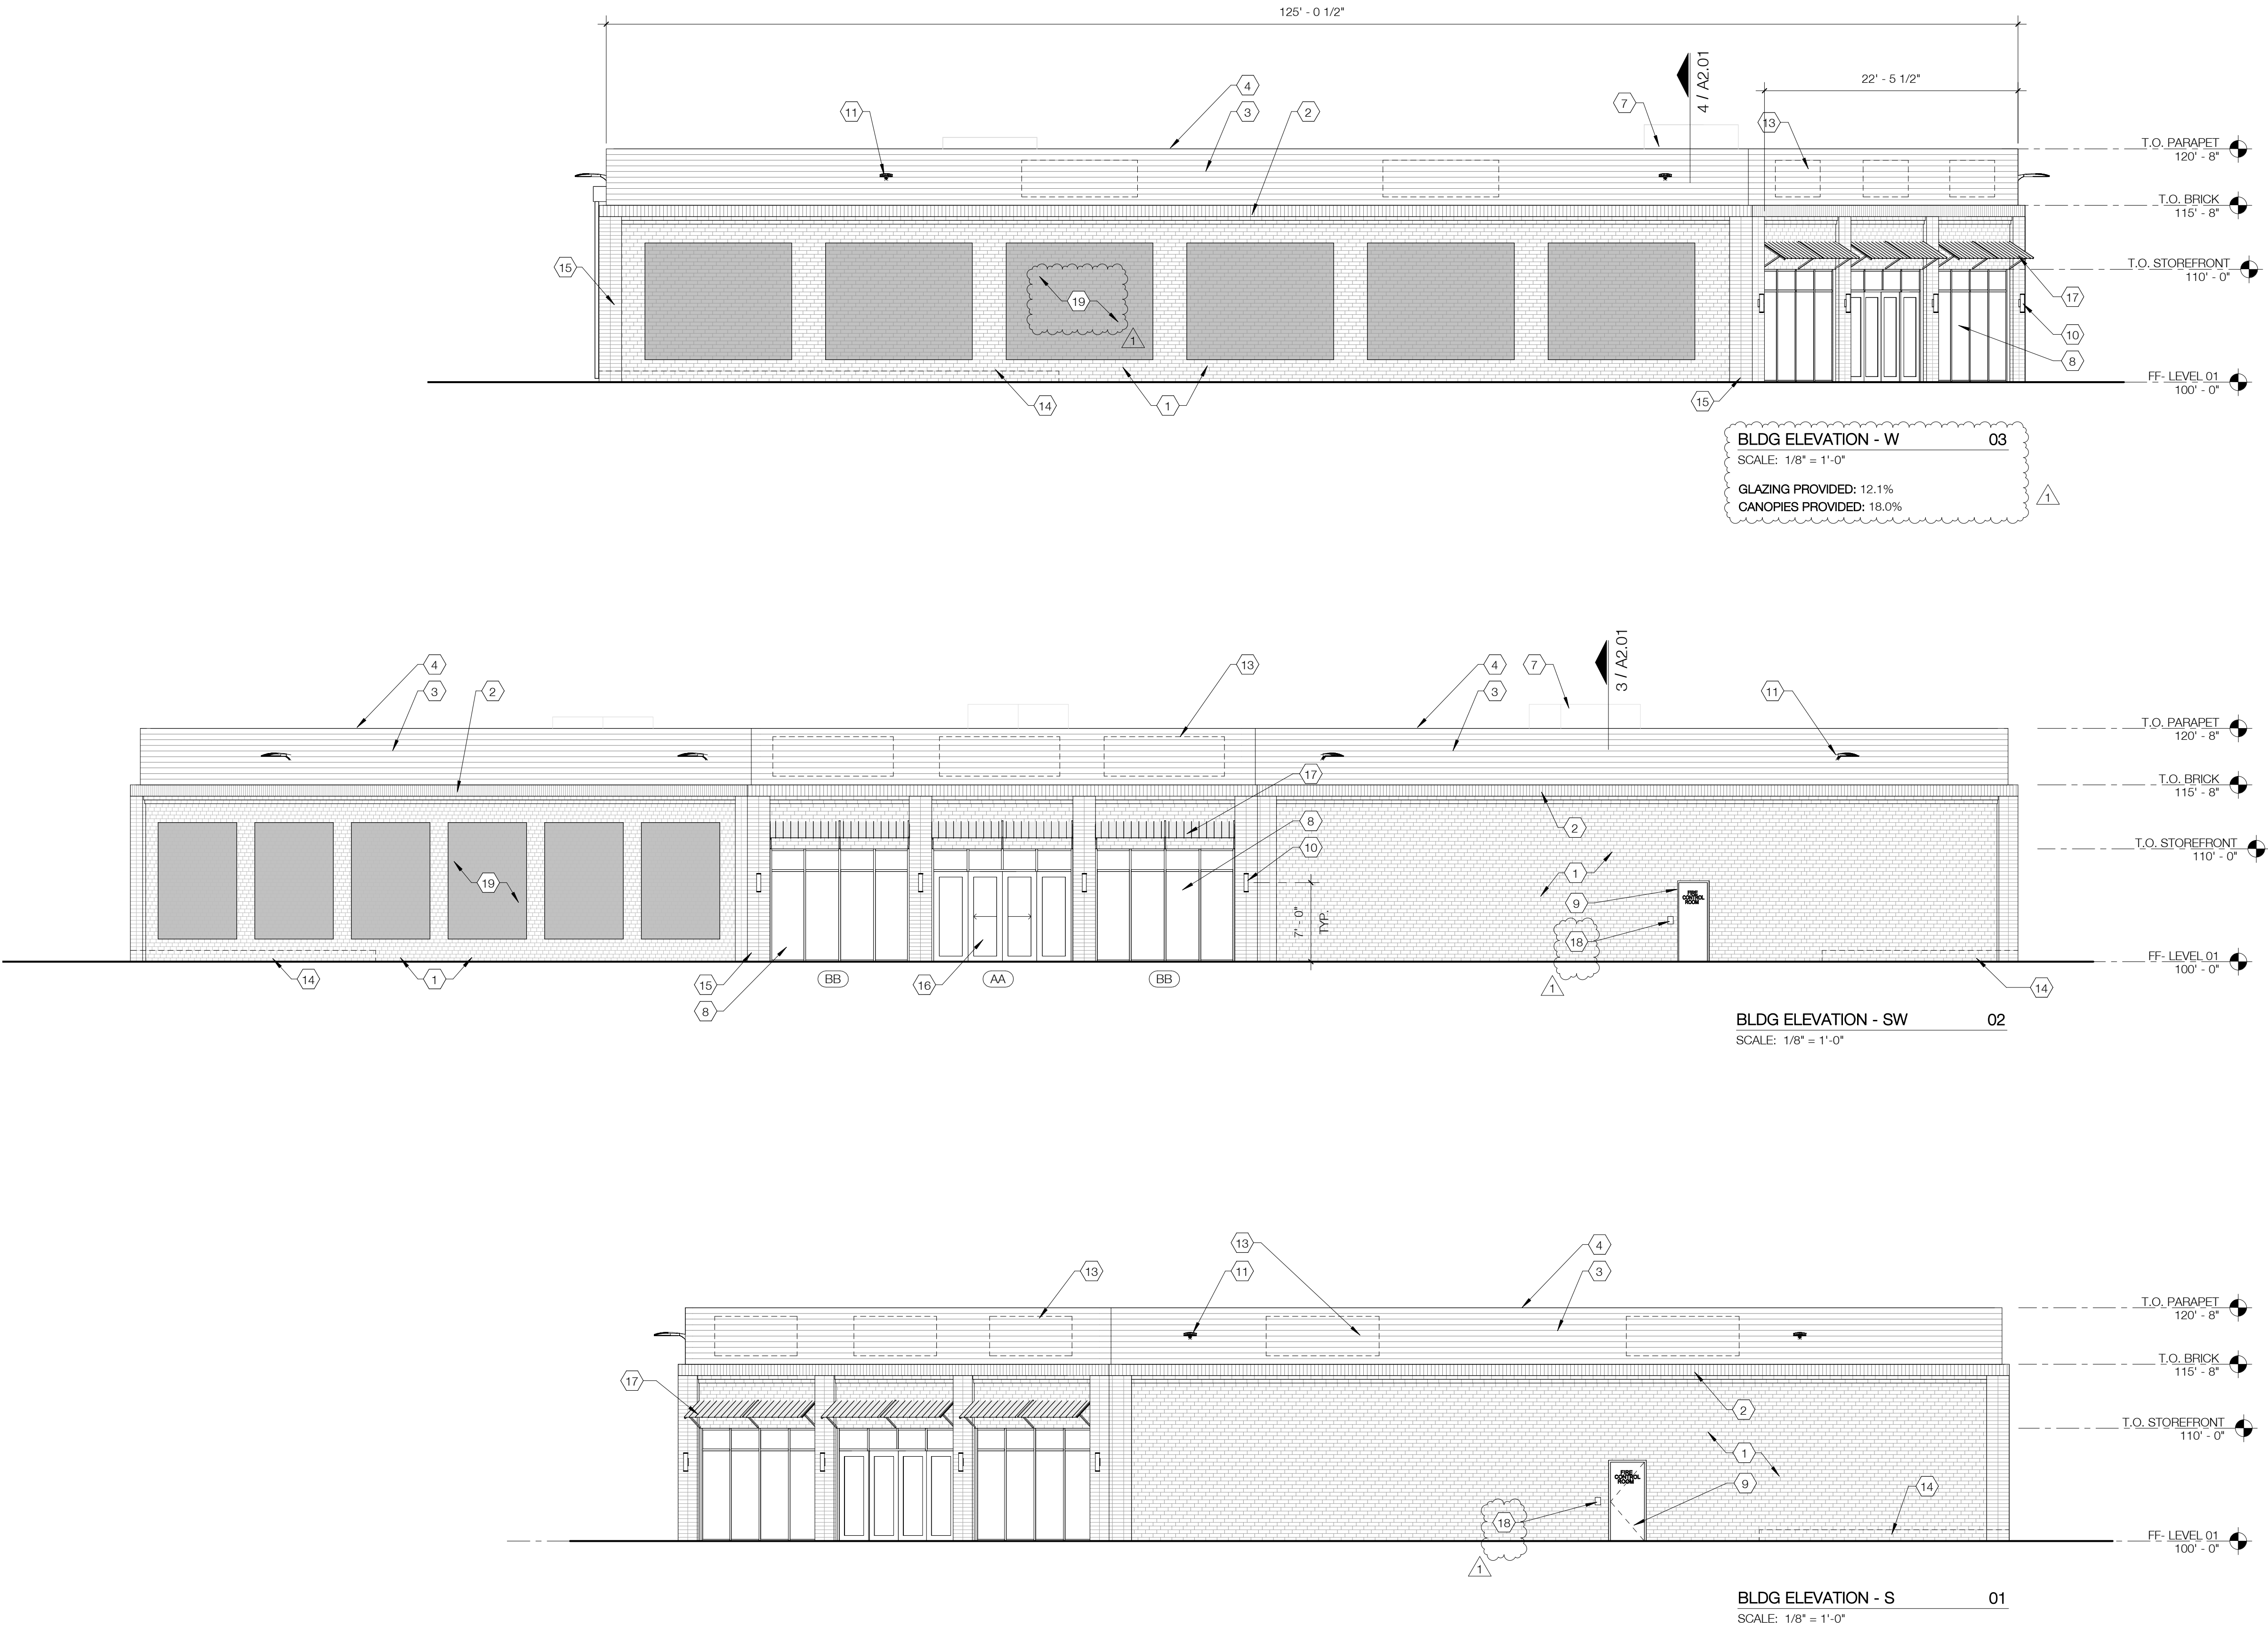 125' - 0 1/2"
4 / A2.01
22' - 5 1/2"
4
11
3
2
7
13
T.O. PARAPET
120' - 8"
T.O. BRICK
115' - 8"
15
T.O. STOREFRONT
110' - 0"
19
17
1
10
8
FF- LEVEL 01
100' - 0"
14
1
15
BLDG ELEVATION - W 03
SCALE: 1/8" = 1'-0"
GLAZING PROVIDED: 12.1%
CANOPIES PROVIDED: 18.0%
1
3 / A2.01
4
13
4
7
3
2
3
11
T.O. PARAPET
120' - 8"
17
T.O. BRICK
115' - 8"
8
2
10
T.O. STOREFRONT
110' - 0"
1
19
9
FIRE
CONTROL
ROOM
7' - 0"
TYP.
18
FF- LEVEL 01
100' - 0"
14
1
15
BB
16
AA
BB
1
14
8
BLDG ELEVATION - SW 02
SCALE: 1/8" = 1'-0"
13
4
13
11
3
T.O. PARAPET
120' - 8"
T.O. BRICK
115' - 8"
17
2
T.O. STOREFRONT
110' - 0"
1
FIRE
CONTROL
ROOM
9
14
18
FF- LEVEL 01
100' - 0"
1
BLDG ELEVATION - S 01
SCALE: 1/8" = 1'-0"